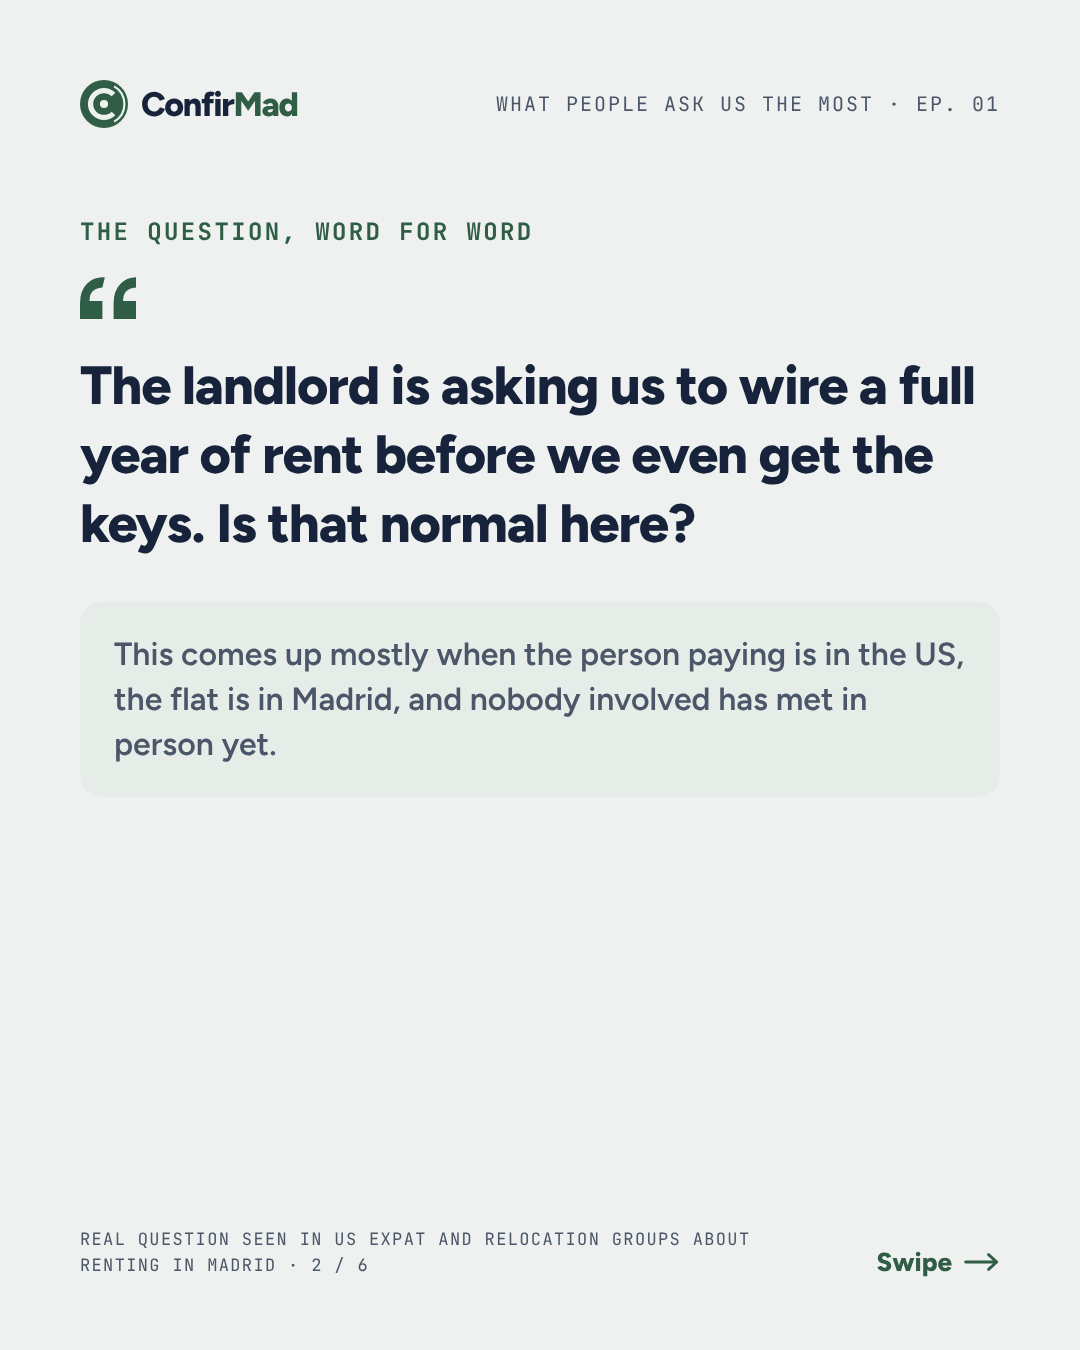 ConfirMad
WHAT PEOPLE ASK US THE MOST · EP. 01
THE QUESTION, WORD FOR WORD
“
The landlord is asking us to wire a full
year of rent before we even get the
keys. Is that normal here?
This comes up mostly when the person paying is in the US,
the flat is in Madrid, and nobody involved has met in
person yet.
REAL QUESTION SEEN IN US EXPAT AND RELOCATION GROUPS ABOUT
RENTING IN MADRID · 2 / 6
Swipe →